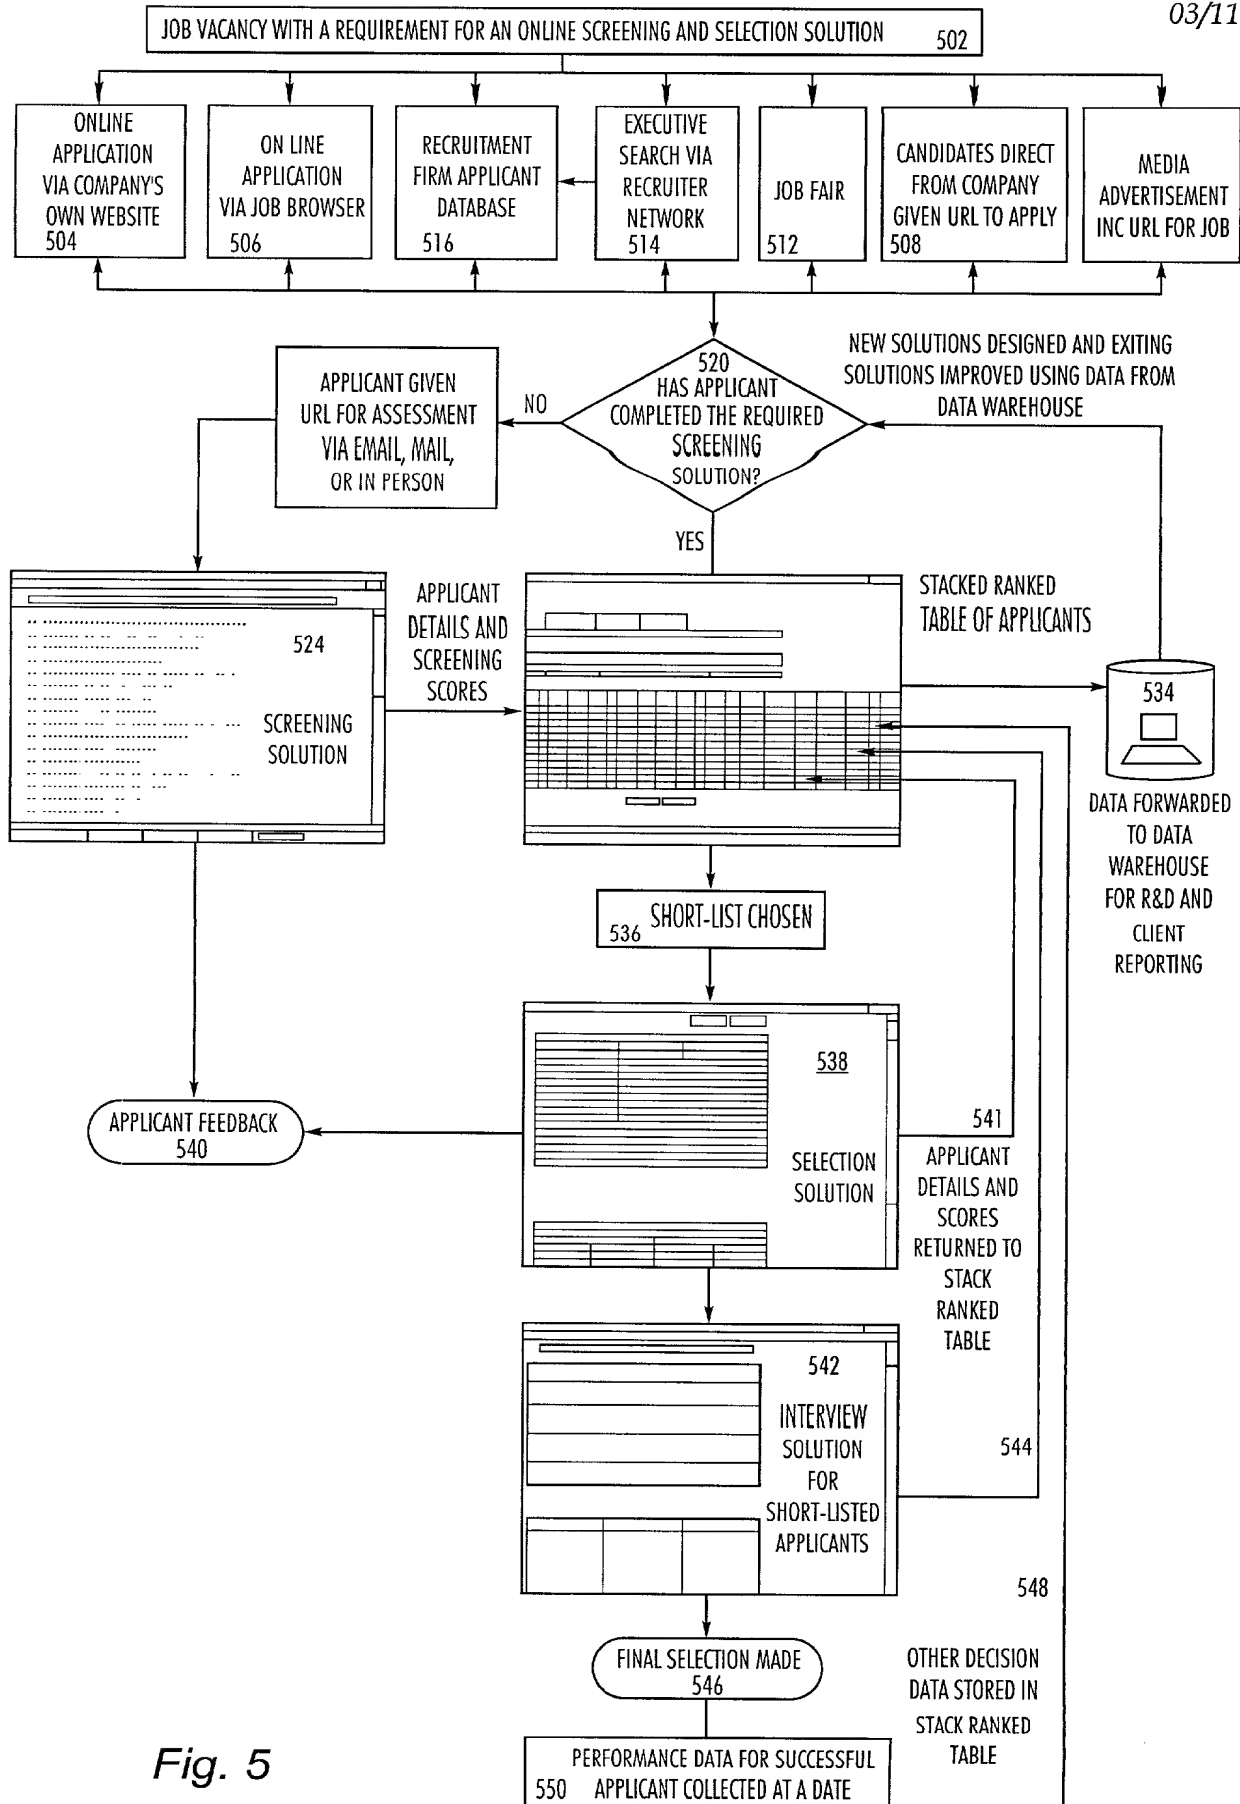 03/11
JOB VACANCY WITH A REQUIREMENT FOR AN ONLINE SCREENING AND SELECTION SOLUTION 502
ONLINE
APPLICATION
VIA COMPANY'S
OWN WEBSITE
504
ON LINE
APPLICATION
VIA JOB BROWSER
506
RECRUITMENT
FIRM APPLICANT
DATABASE
516
EXECUTIVE
SEARCH VIA
RECRUITER
NETWORK
514
JOB FAIR
512
CANDIDATES DIRECT
FROM COMPANY
GIVEN URL TO APPLY
508
MEDIA
ADVERTISEMENT
INC URL FOR JOB
520
HAS APPLICANT
COMPLETED THE REQUIRED
SCREENING
SOLUTION?
NO
APPLICANT GIVEN
URL FOR ASSESSMENT
VIA EMAIL, MAIL,
OR IN PERSON
NEW SOLUTIONS DESIGNED AND EXITING
SOLUTIONS IMPROVED USING DATA FROM
DATA WAREHOUSE
YES
524
SCREENING
SOLUTION
APPLICANT
DETAILS AND
SCREENING
SCORES
STACKED RANKED
TABLE OF APPLICANTS
534
DATA FORWARDED
TO DATA
WAREHOUSE
FOR R&D AND
CLIENT
REPORTING
536 SHORT-LIST CHOSEN
538
SELECTION
SOLUTION
APPLICANT FEEDBACK
540
541
APPLICANT
DETAILS AND
SCORES
RETURNED TO
STACK
RANKED
TABLE
542
INTERVIEW
SOLUTION
FOR
SHORT-LISTED
APPLICANTS
544
548
FINAL SELECTION MADE
546
OTHER DECISION
DATA STORED IN
STACK RANKED
TABLE
PERFORMANCE DATA FOR SUCCESSFUL
550 APPLICANT COLLECTED AT A DATE
Fig. 5